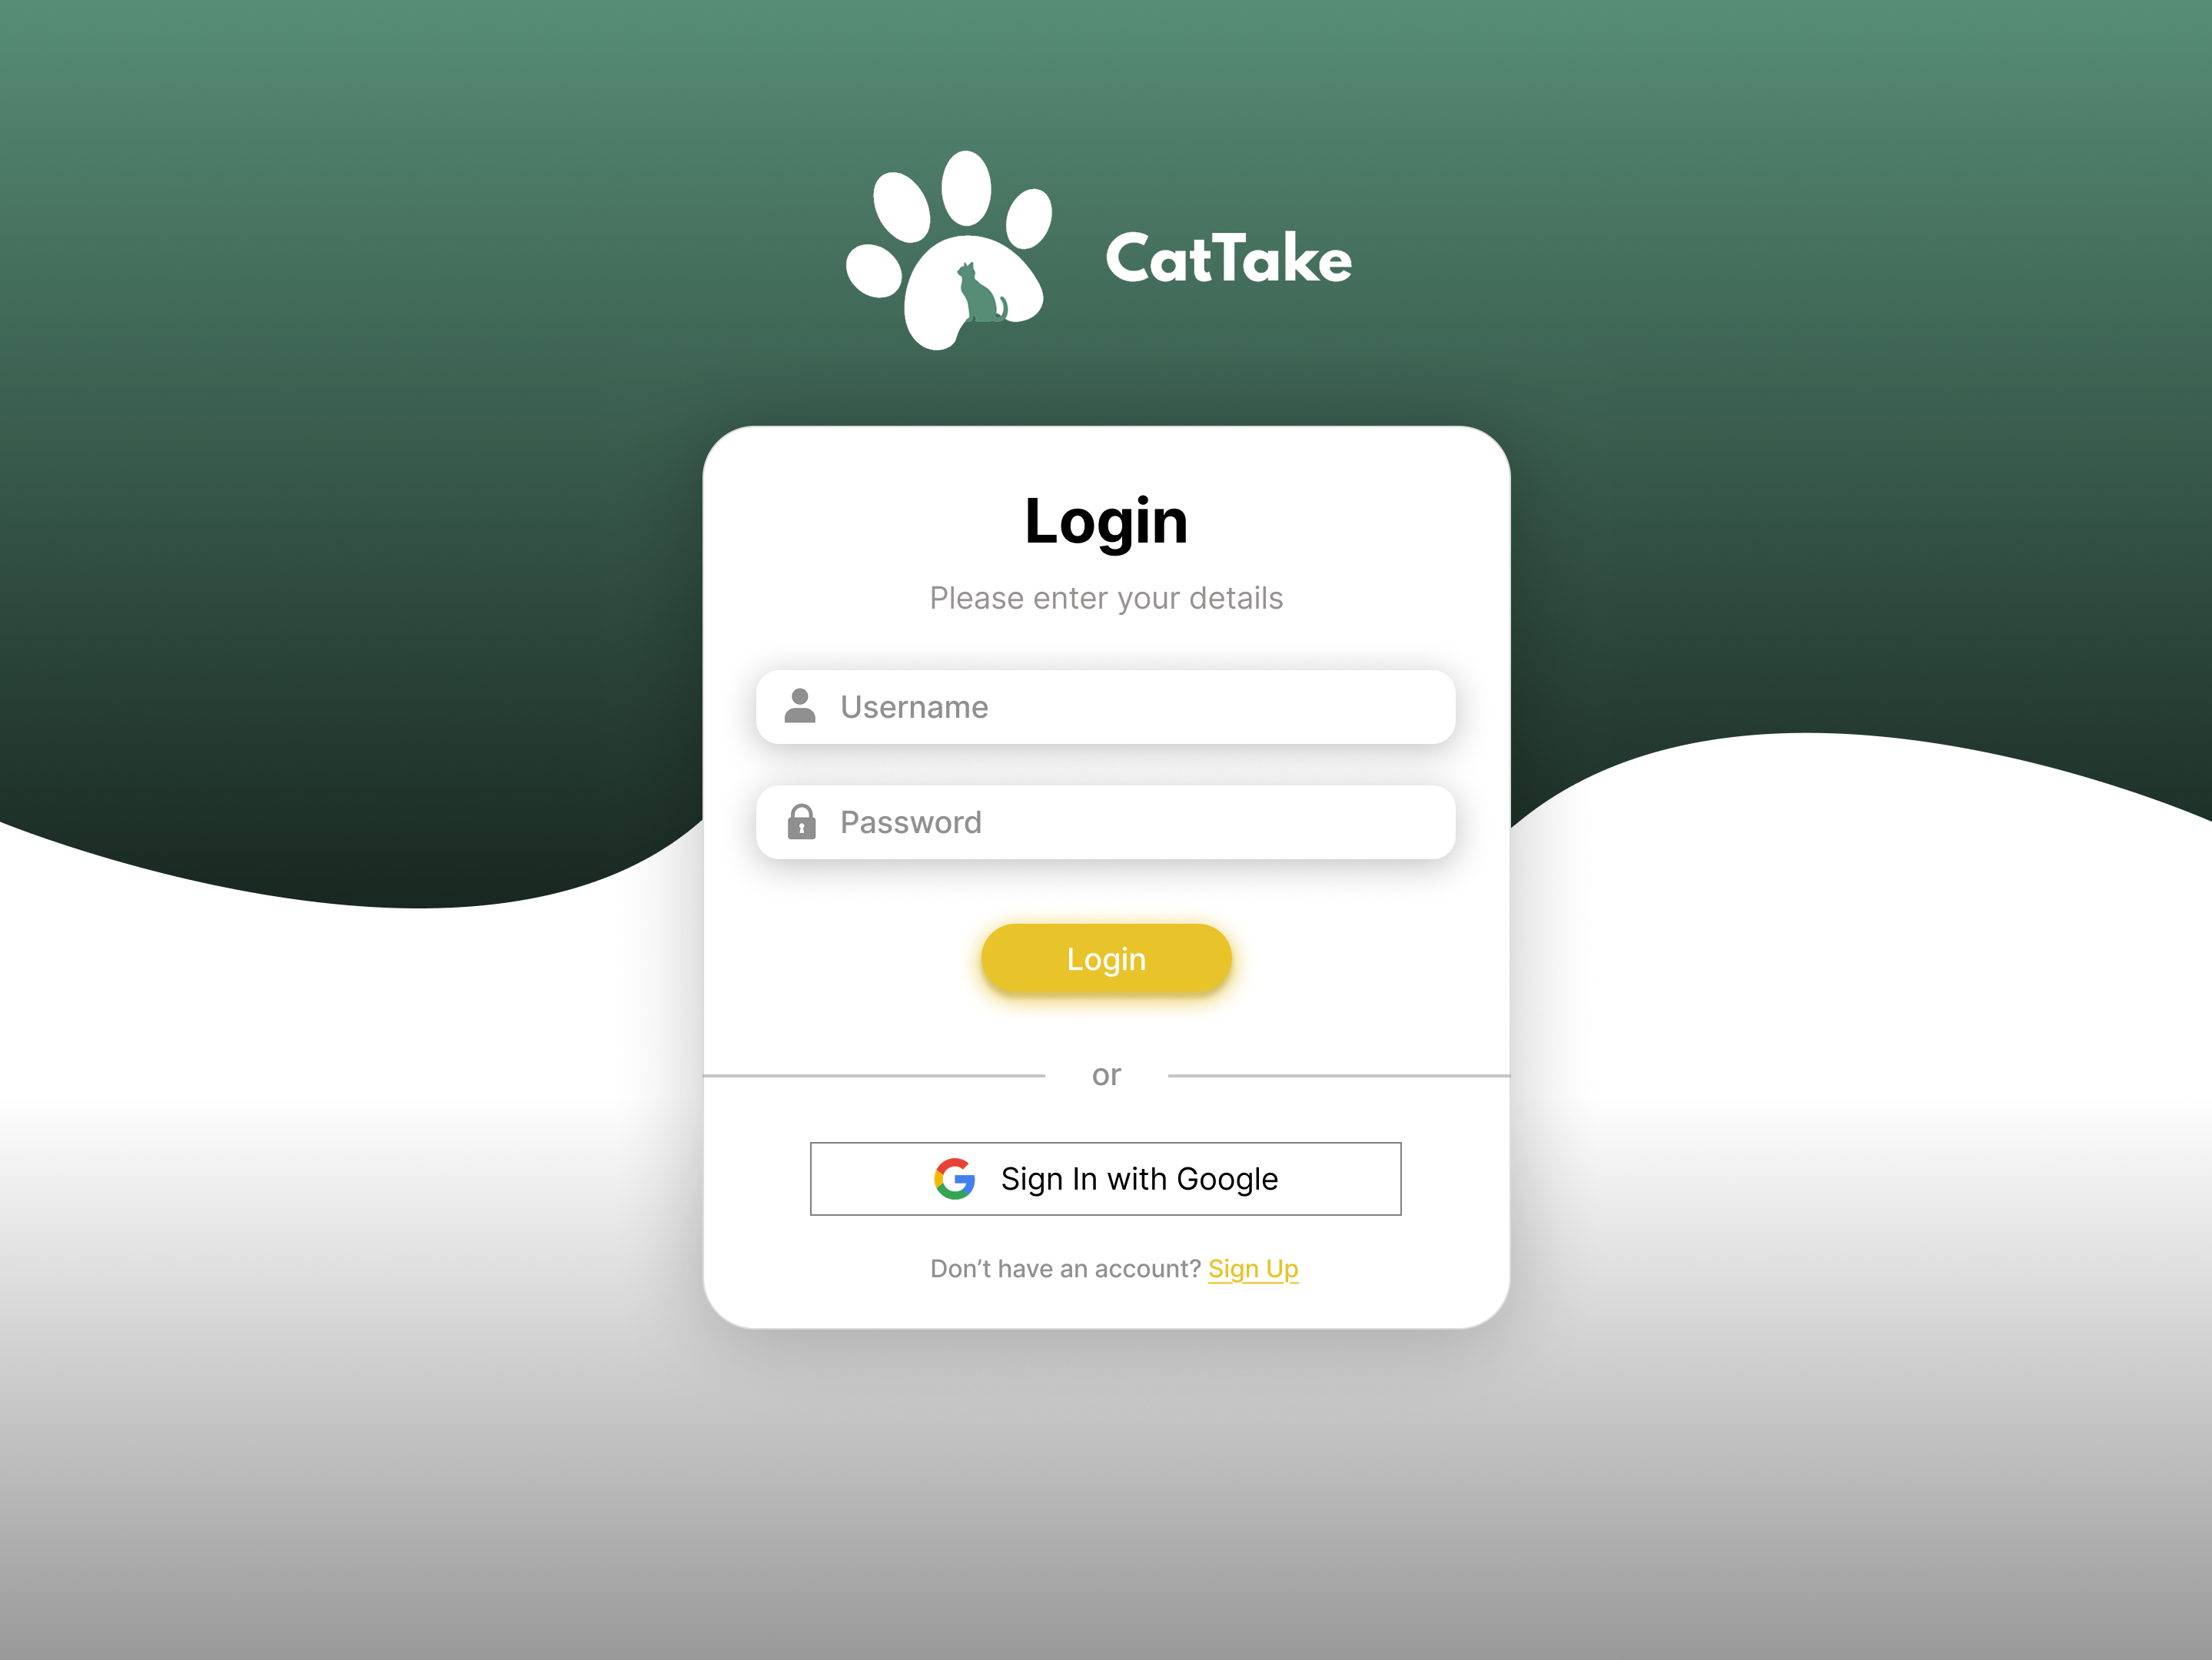 CatTake
Login
Please enter your details
Username
Password
Login
or
Sign In with Google
Don’t have an account? Sign Up